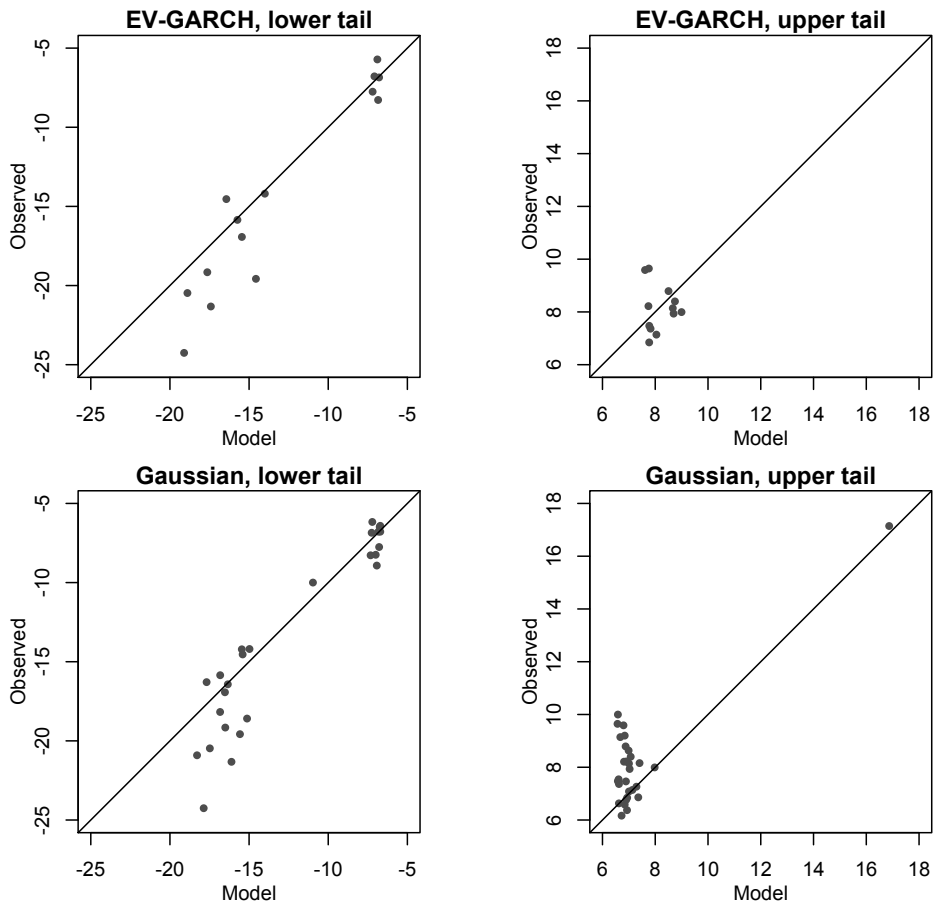 EV-GARCH, lower tail
-5
-10
-15
-20
-25
Observed
-25 -20 -15 -10 -5
Model
EV-GARCH, upper tail
18
16
14
12
10
8
6
Observed
6 8 10 12 14 16 18
Model
Gaussian, lower tail
-5
-10
-15
-20
-25
Observed
-25 -20 -15 -10 -5
Model
Gaussian, upper tail
18
16
14
12
10
8
6
Observed
6 8 10 12 14 16 18
Model